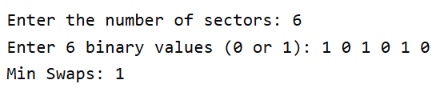 Enter the number of sectors: 6
Enter 6 binary values (0 or 1): 1 0 1 0 1 0
Min Swaps: 1